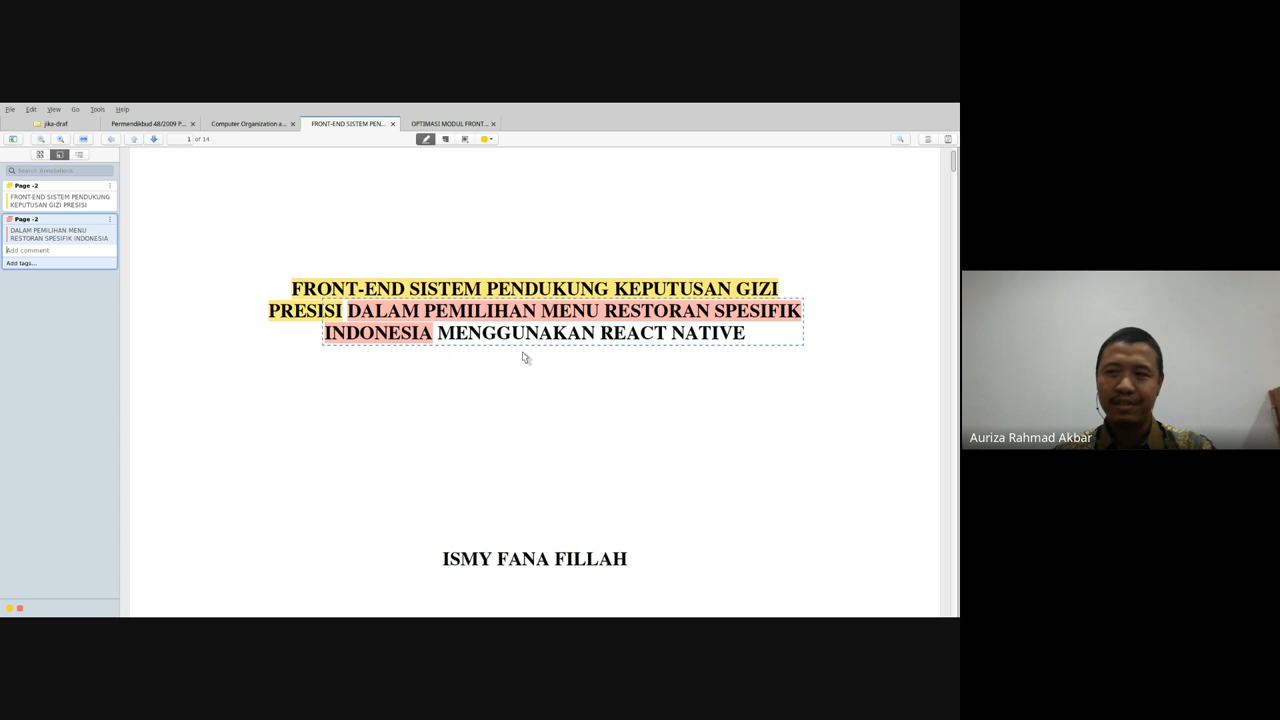 File Edit View Go Tools Help
jika-draf
Permendikbud 48/2009 P...
Computer Organization a...
FRONT-END SISTEM PEN...
OPTIMASI MODUL FRONT...
1 of 14
Search Annotations
Page -2
FRONT-END SISTEM PENDUKUNG
KEPUTUSAN GIZI PRESISI
Page -2
DALAM PEMILIHAN MENU
RESTORAN SPESIFIK INDONESIA
Add comment
Add tags...
FRONT-END SISTEM PENDUKUNG KEPUTUSAN GIZI
PRESISI DALAM PEMILIHAN MENU RESTORAN SPESIFIK
INDONESIA MENGGUNAKAN REACT NATIVE
ISMY FANA FILLAH
Auriza Rahmad Akbar